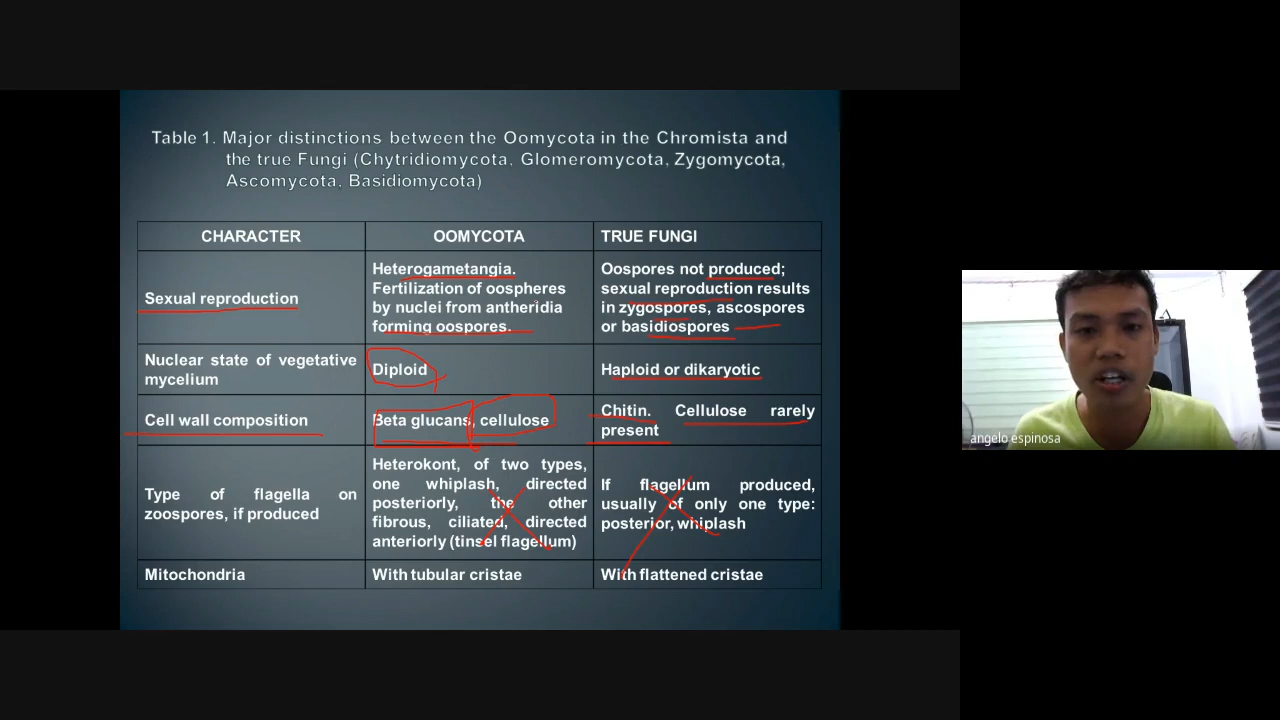 Table 1. Major distinctions between the Oomycota in the Chromista and
the true Fungi (Chytridiomycota. Glomeromycota, Zygomycota,
Ascomycota. Basidiomycota)
CHARACTER
OOMYCOTA
TRUE FUNGI
Sexual reproduction
Heterogametangia.
Fertilization of oospheres
by nuclei from antheridia
forming oospores.
Oospores not produced;
sexual reproduction results
in zygospores, ascospores
or basidiospores
Nuclear state of vegetative
mycelium
Diploid
Haploid or dikaryotic
Cell wall composition
Beta glucans, cellulose
Chitin. Cellulose rarely
present
Type of flagella on
zoospores, if produced
Heterokont, of two types,
one whiplash, directed
posteriorly, the other
fibrous, ciliated, directed
anteriorly (tinsel flagellum)
If flagellum produced,
usually of only one type:
posterior, whiplash
Mitochondria
With tubular cristae
With flattened cristae
angelo espinosa